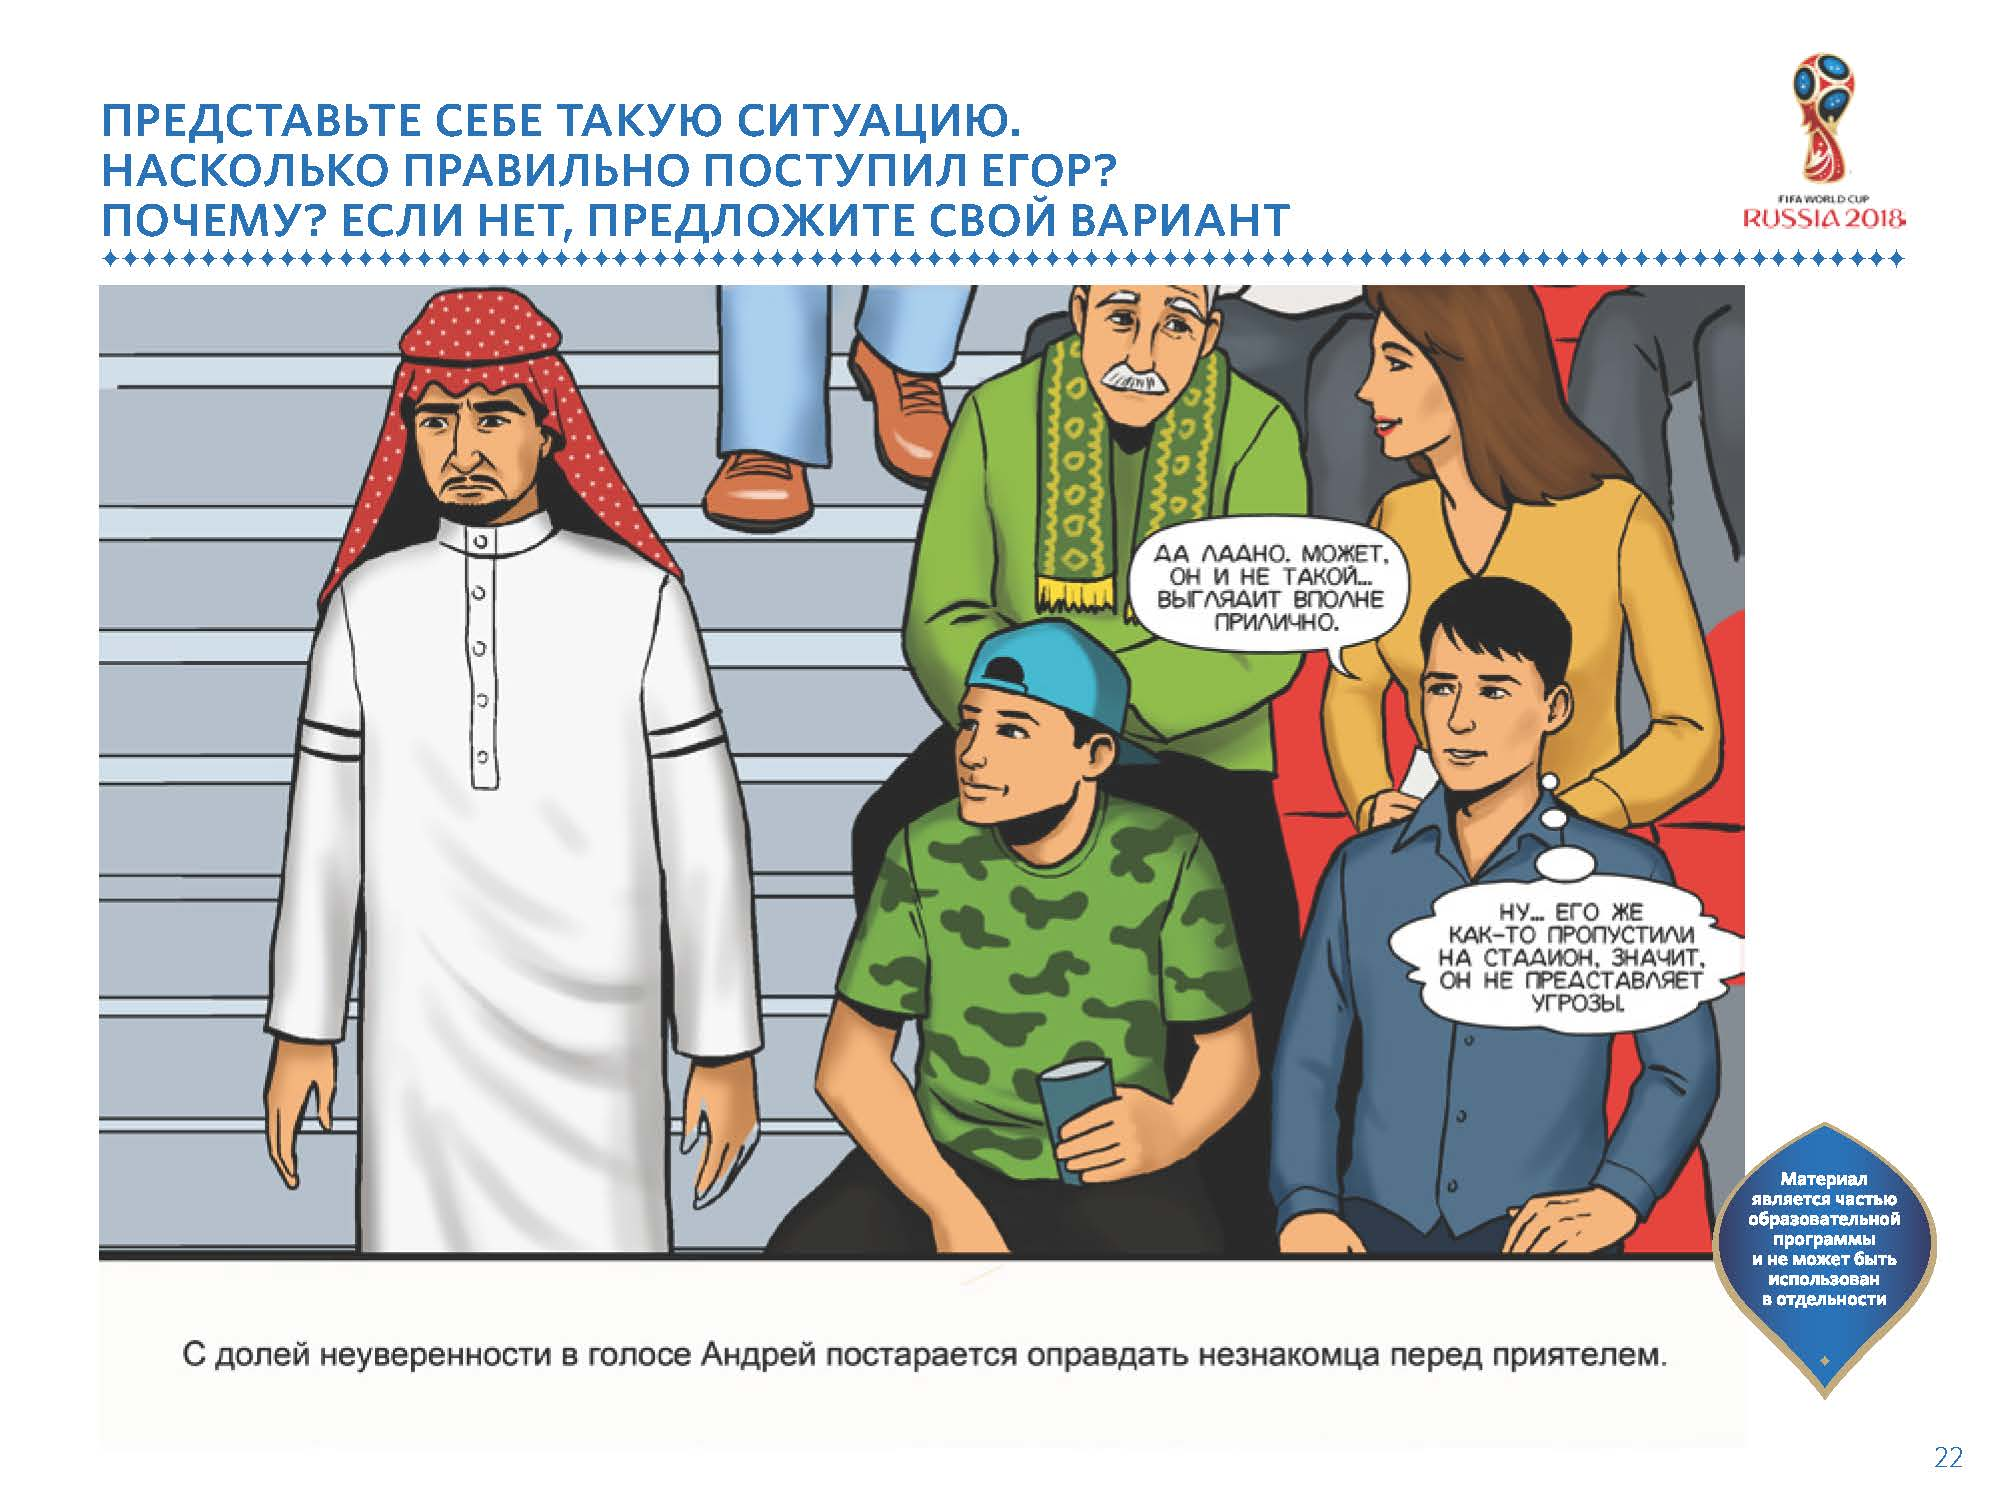 ПРЕДСТАВЬТЕ СЕБЕ ТАКУЮ СИТУАЦИЮ.
НАСКОЛЬКО ПРАВИЛЬНО ПОСТУПИЛ ЕГОР?
ПОЧЕМУ? ЕСЛИ НЕТ, ПРЕДЛОЖИТЕ СВОЙ ВАРИАНТ
FIFA WORLD CUP
RUSSIA 2018
ДА ЛАДНО. МОЖЕТ,
ОН И НЕ ТАКОЙ...
ВЫГЛЯДИТ ВПОЛНЕ
ПРИЛИЧНО.
НУ... ЕГО ЖЕ
КАК-ТО ПРОПУСТИЛИ
НА СТАДИОН, ЗНАЧИТ,
ОН НЕ ПРЕДСТАВЛЯЕТ
УГРОЗЫ.
Материал
является частью
образовательной
программы
и не может быть
использован
в отдельности
С долей неуверенности в голосе Андрей постарается оправдать незнакомца перед приятелем.
22